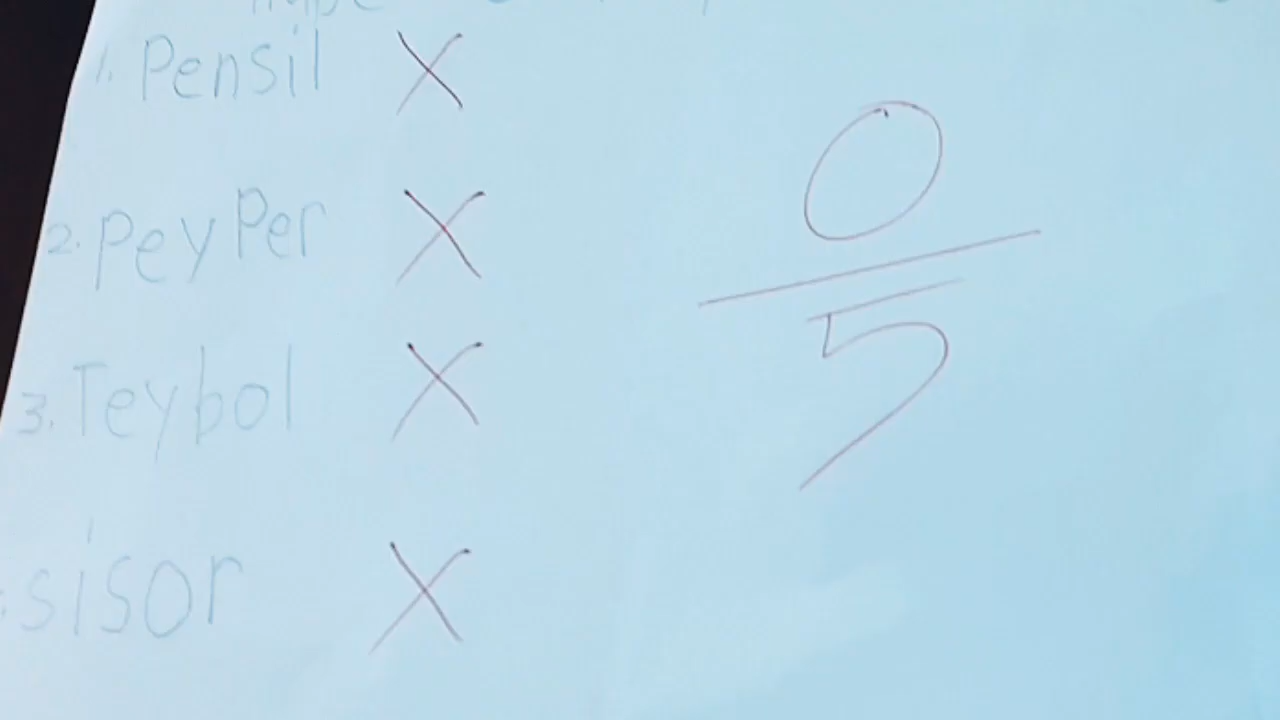 1. Pensil X
2. PeyPer X
3. Teybol X
sisor X
0
5